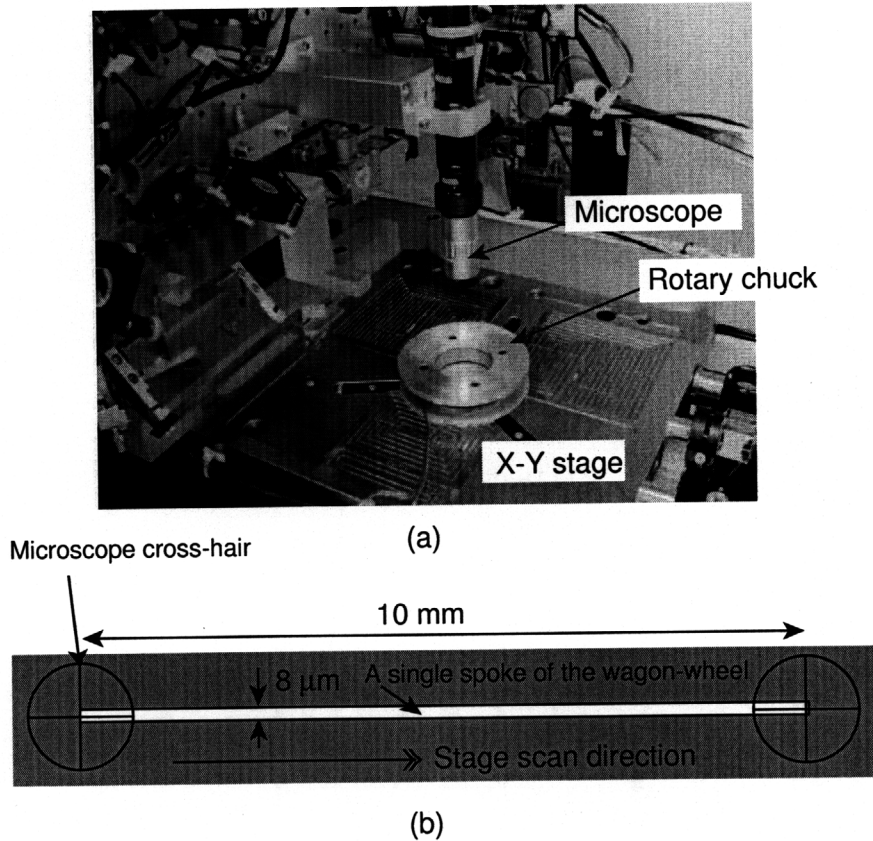 Microscope
Rotary chuck
X-Y stage
(a)
Microscope cross-hair
10 mm
8 μm
A single spoke of the wagon-wheel
Stage scan direction
(b)